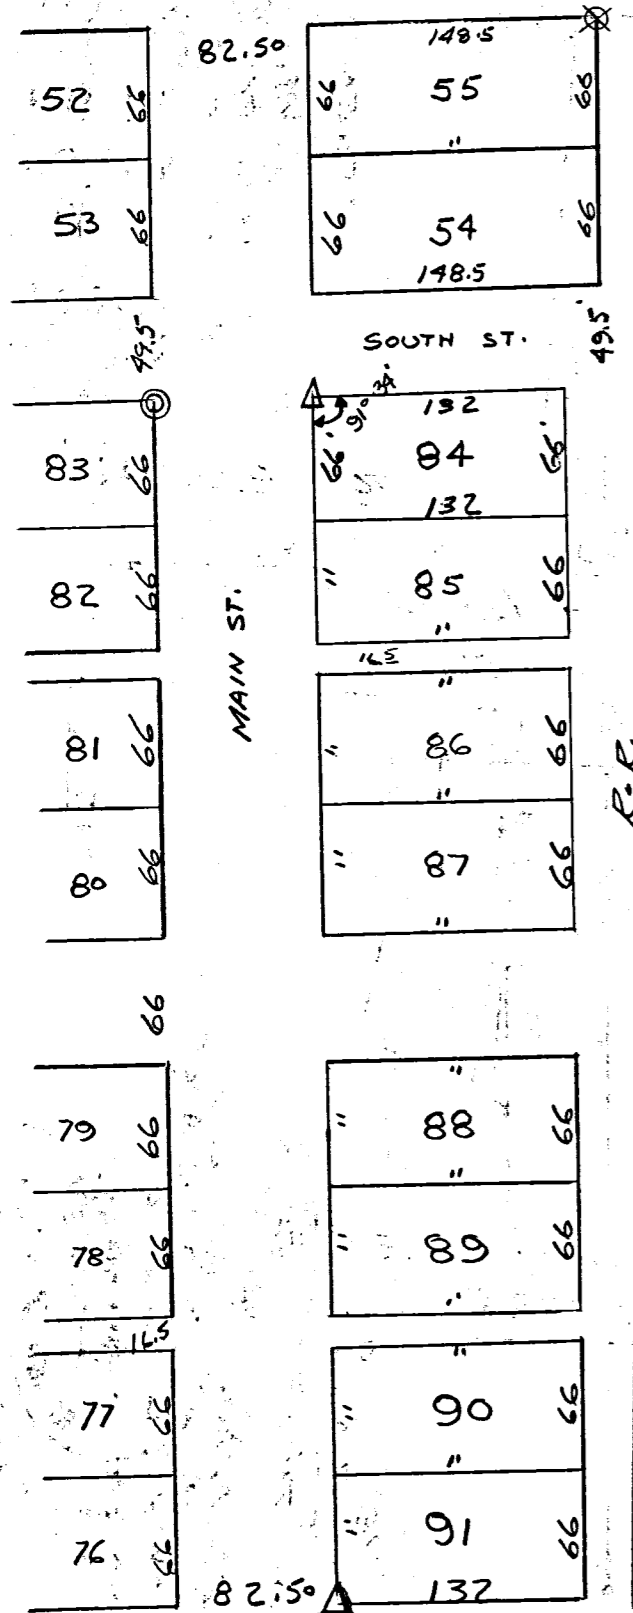 82.50 148.5
52 66 66 55 66
"
53 66 66 54 66
148.5
49.5 SOUTH ST. 49.5'
91° 34'
132
83 66 66' 84 66'
132
82 66' " 85 66
"
MAIN ST.
16.5
"
81 66 " 86 66
"
R.R.
80 66 " 87 66
"
66
"
79 66 " 88 66
"
78 66 " 89 66
"
16.5
"
77 66 " 90 66
"
76 66 " 91 66
82.50 132